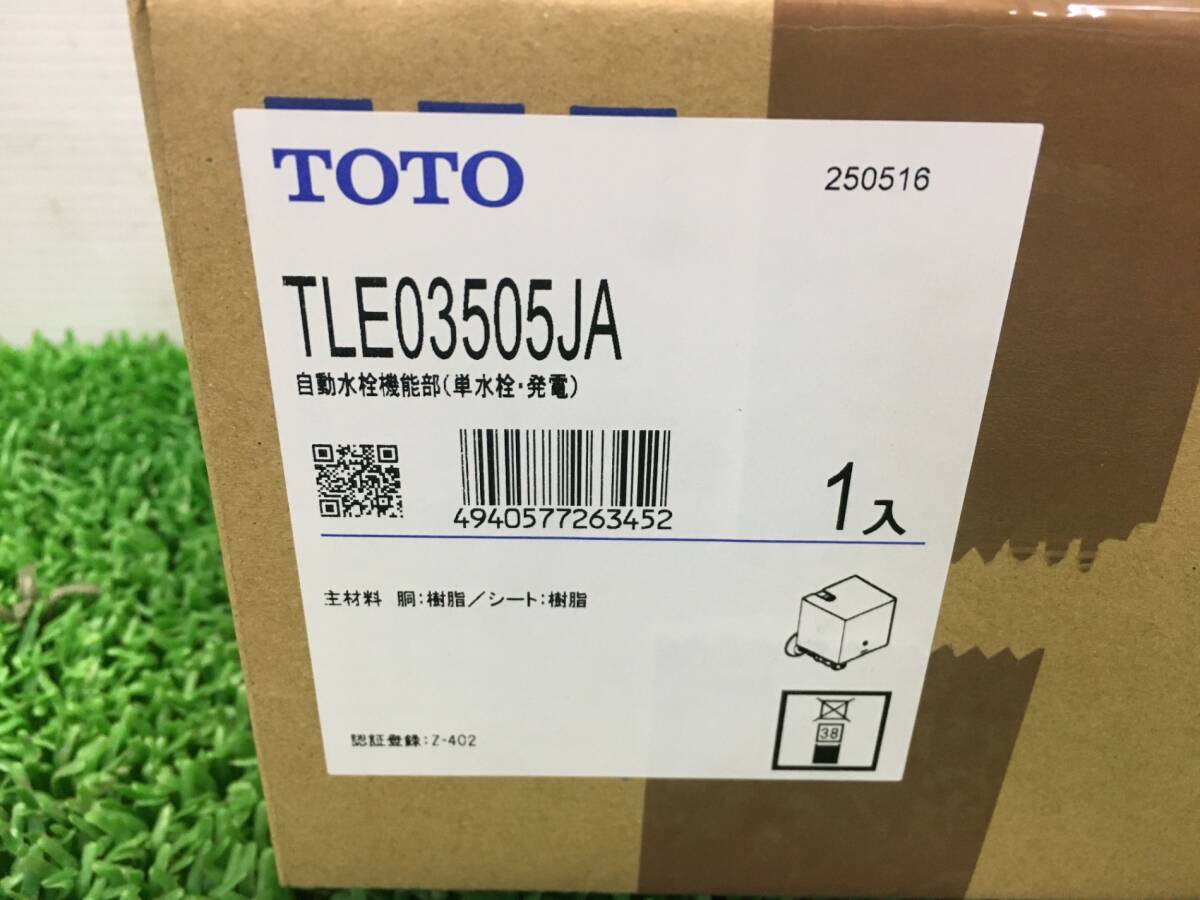 TOTO
250516
TLE03505JA
自動水栓機能部(単水栓・発電)
4940577263452
1入
主材料 胴:樹脂/シート:樹脂
38
認証登録:Z-402